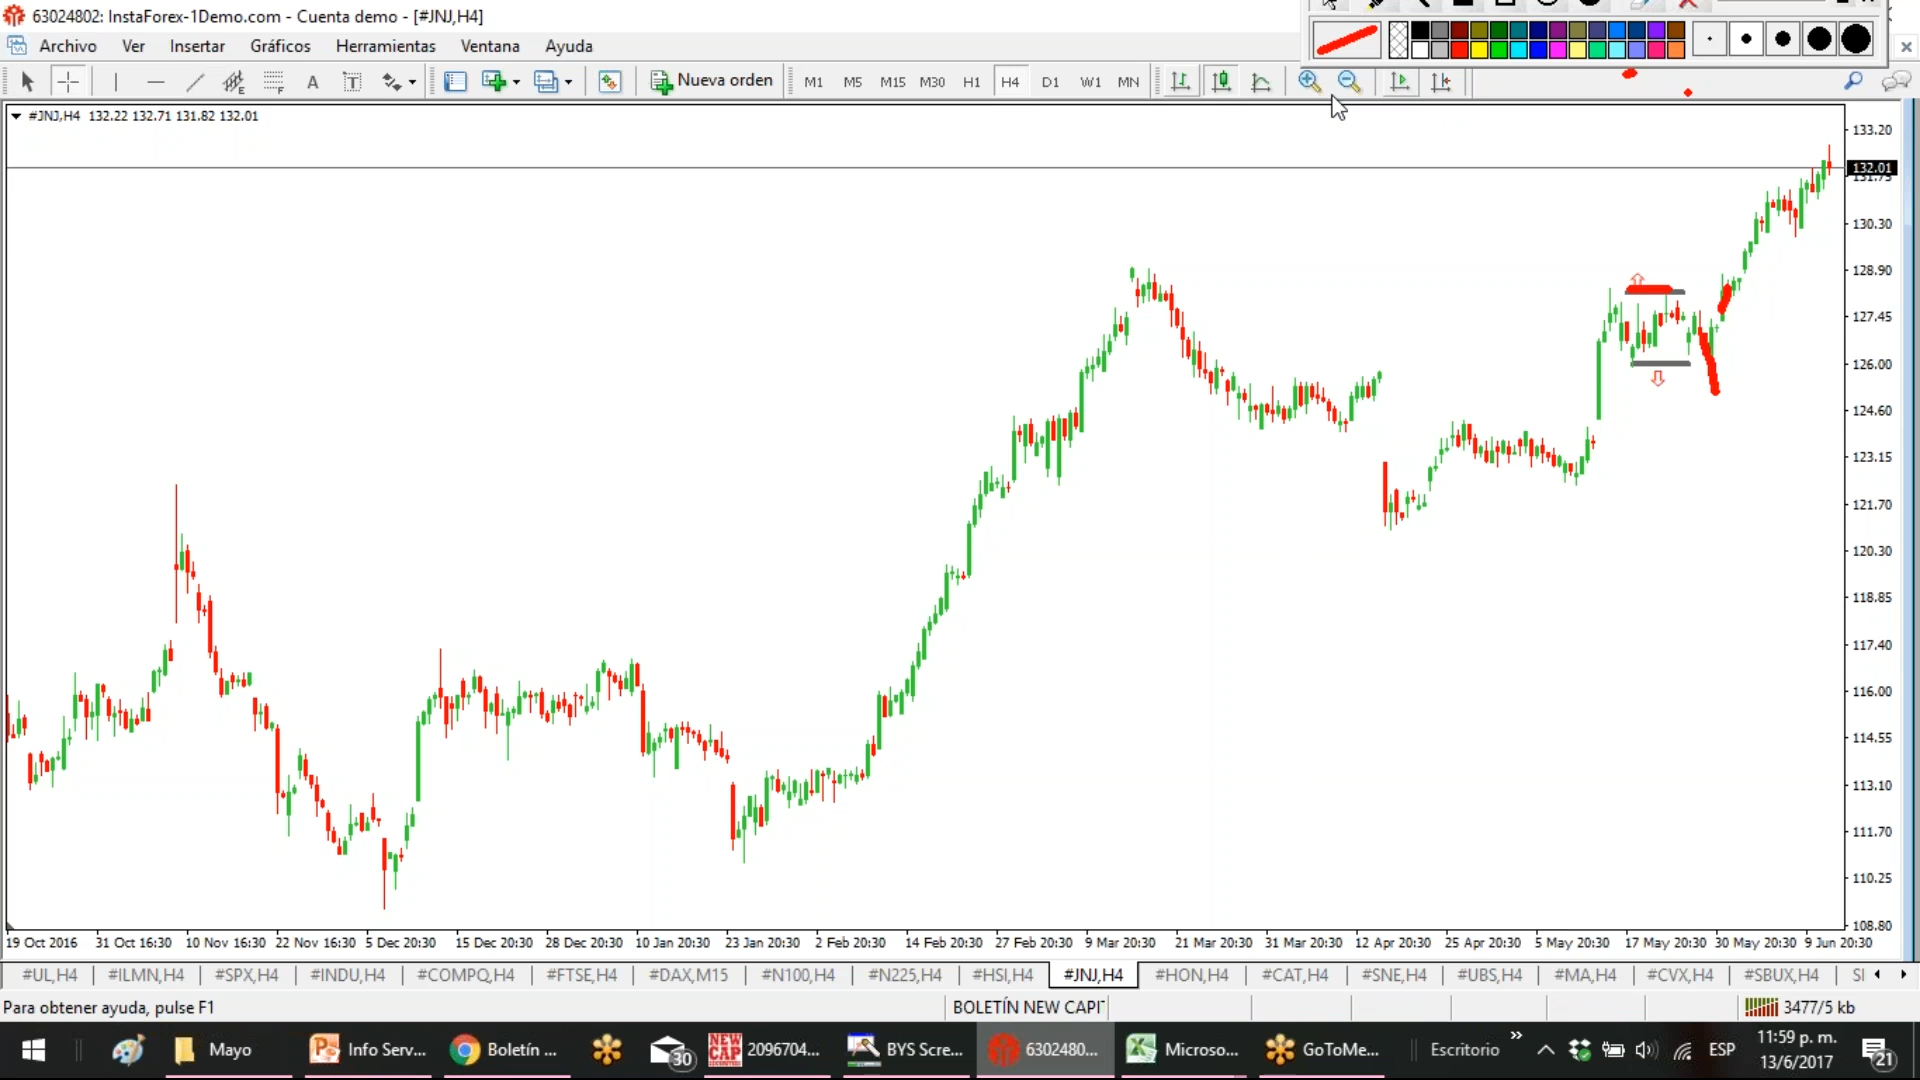 63024802: InstaForex-1Demo.com - Cuenta demo - [#JNJ,H4]
Archivo Ver Insertar Gráficos Herramientas Ventana Ayuda
A T Nueva orden M1 M5 M15 M30 H1 H4 D1 W1 MN
#JNJ,H4 132.22 132.71 131.82 132.01
133.20
132.01
131.75
130.30
128.90
127.45
126.00
124.60
123.15
121.70
120.30
118.85
117.40
116.00
114.55
113.10
111.70
110.25
108.80
19 Oct 2016 31 Oct 16:30 10 Nov 16:30 22 Nov 16:30 5 Dec 20:30 15 Dec 20:30 28 Dec 20:30 10 Jan 20:30 23 Jan 20:30 2 Feb 20:30 14 Feb 20:30 27 Feb 20:30 9 Mar 20:30 21 Mar 20:30 31 Mar 20:30 12 Apr 20:30 25 Apr 20:30 5 May 20:30 17 May 20:30 30 May 20:30 9 Jun 20:30
#UL,H4 #ILMN,H4 #SPX,H4 #INDU,H4 #COMPQ,H4 #FTSE,H4 #DAX,M15 #N100,H4 #N225,H4 #HSI,H4 #JNJ,H4 #HON,H4 #CAT,H4 #SNE,H4 #UBS,H4 #MA,H4 #CVX,H4 #SBUX,H4 SI
Para obtener ayuda, pulse F1 BOLETÍN NEW CAPIT 3477/5 kb
Mayo Info Serv... Boletín ... 30 NEW CAP 2096704... BYS Scre... 6302480... Microso... GoToMe... Escritorio ESP 11:59 p. m.
13/6/2017 21